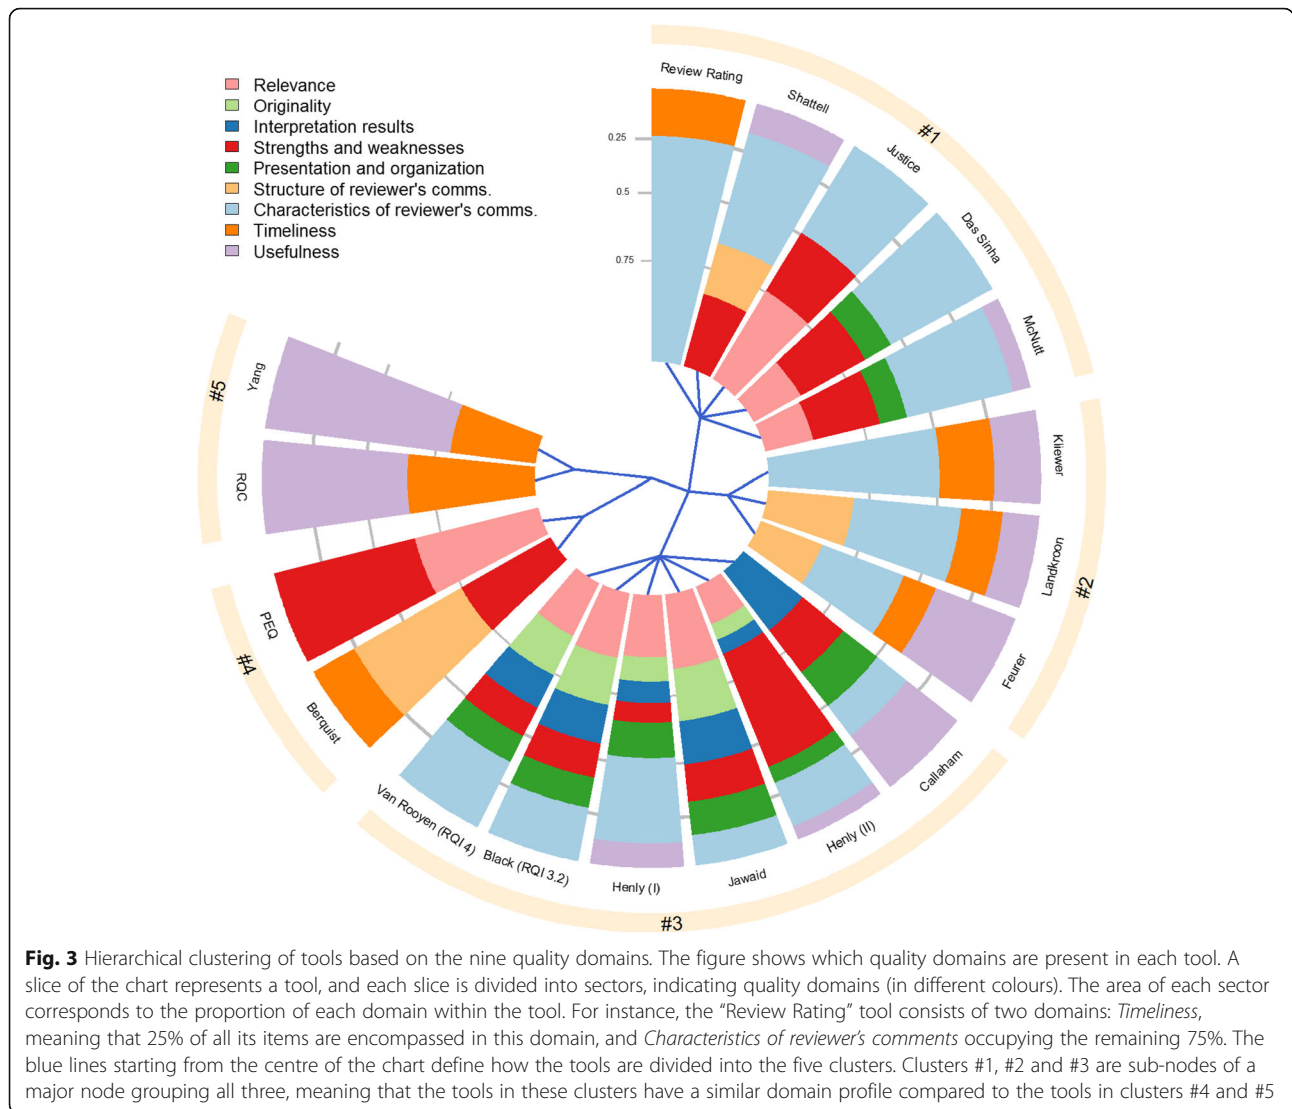 Relevance
Originality
Interpretation results
Strengths and weaknesses
Presentation and organization
Structure of reviewer's comms.
Characteristics of reviewer's comms.
Timeliness
Usefulness
0.25
0.5
0.75
Review Rating
Shattell
Justice
Das Sinha
McNutt
#1
Kliewer
Landkroon
Feurer
#2
Callaham
Henly (II)
Jawaid
Henly (I)
Black (RQI 3.2)
Van Rooyen (RQI 4)
#3
Berquist
PEQ
#4
RQC
Yang
#5
Fig. 3 Hierarchical clustering of tools based on the nine quality domains. The figure shows which quality domains are present in each tool. A
slice of the chart represents a tool, and each slice is divided into sectors, indicating quality domains (in different colours). The area of each sector
corresponds to the proportion of each domain within the tool. For instance, the “Review Rating” tool consists of two domains: Timeliness,
meaning that 25% of all its items are encompassed in this domain, and Characteristics of reviewer’s comments occupying the remaining 75%. The
blue lines starting from the centre of the chart define how the tools are divided into the five clusters. Clusters #1, #2 and #3 are sub-nodes of a
major node grouping all three, meaning that the tools in these clusters have a similar domain profile compared to the tools in clusters #4 and #5